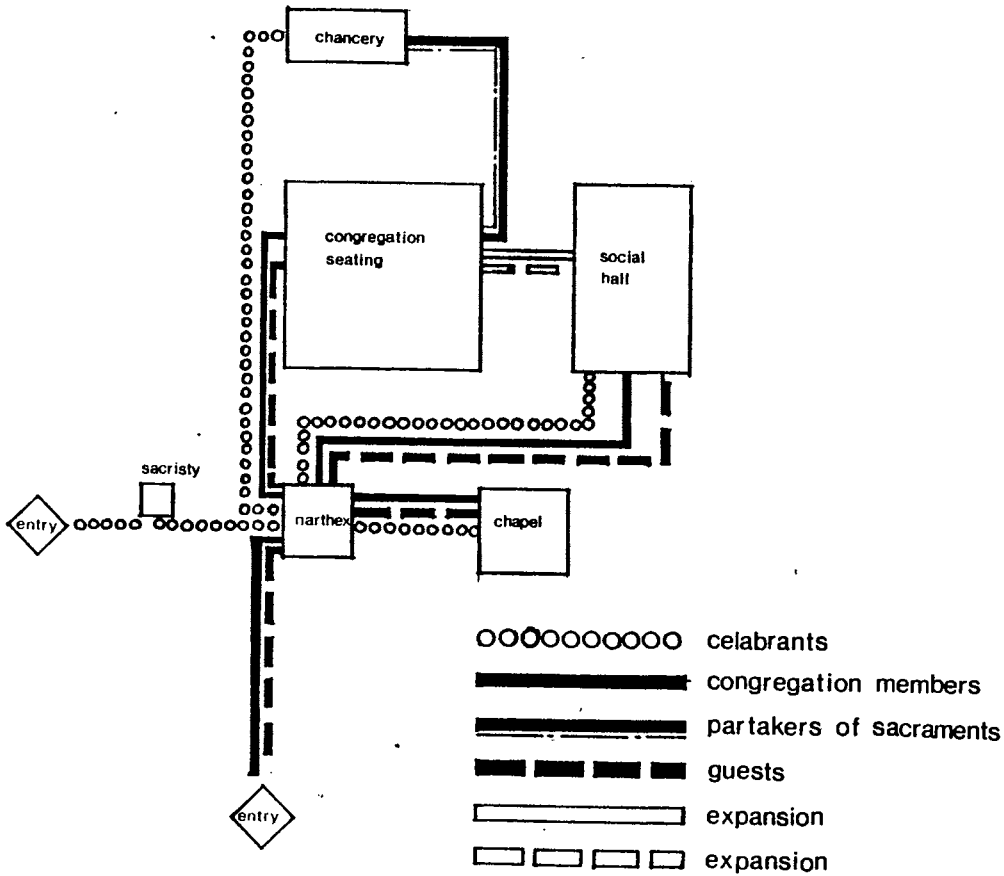 chancery
congregation
seating
social
hall
sacristy
entry
narthex
chapel
celabrants
congregation members
partakers of sacraments
guests
entry
expansion
expansion